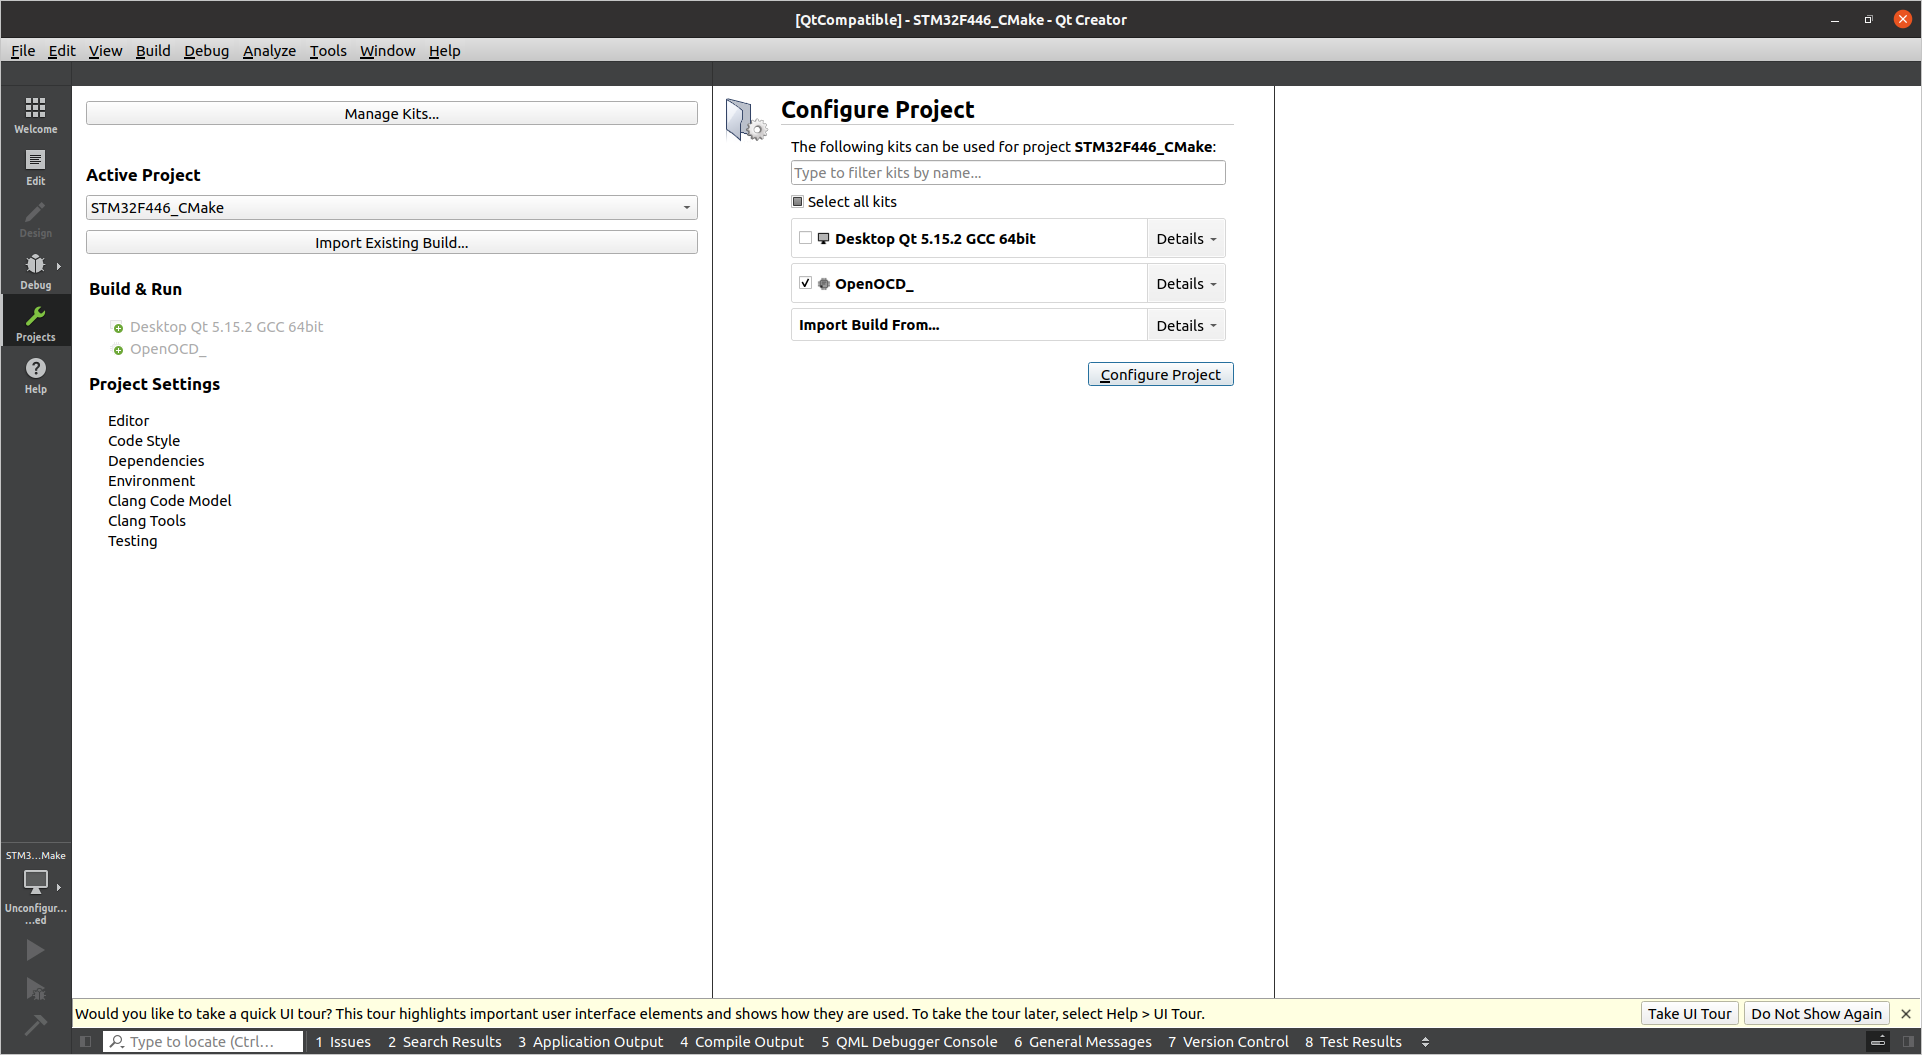 [QtCompatible] - STM32F446_CMake - Qt Creator
File Edit View Build Debug Analyze Tools Window Help
Welcome
Edit
Design
Debug
Projects
Help
Manage Kits...
Active Project
STM32F446_CMake
Import Existing Build...
Build & Run
Desktop Qt 5.15.2 GCC 64bit
OpenOCD_
Project Settings
Editor
Code Style
Dependencies
Environment
Clang Code Model
Clang Tools
Testing
Configure Project
The following kits can be used for project STM32F446_CMake:
Type to filter kits by name...
Select all kits
Desktop Qt 5.15.2 GCC 64bit Details
OpenOCD_ Details
Import Build From... Details
Configure Project
STM3...Make
Unconfigur...
...ed
Would you like to take a quick UI tour? This tour highlights important user interface elements and shows how they are used. To take the tour later, select Help > UI Tour. Take UI Tour Do Not Show Again
Type to locate (Ctrl... 1 Issues 2 Search Results 3 Application Output 4 Compile Output 5 QML Debugger Console 6 General Messages 7 Version Control 8 Test Results